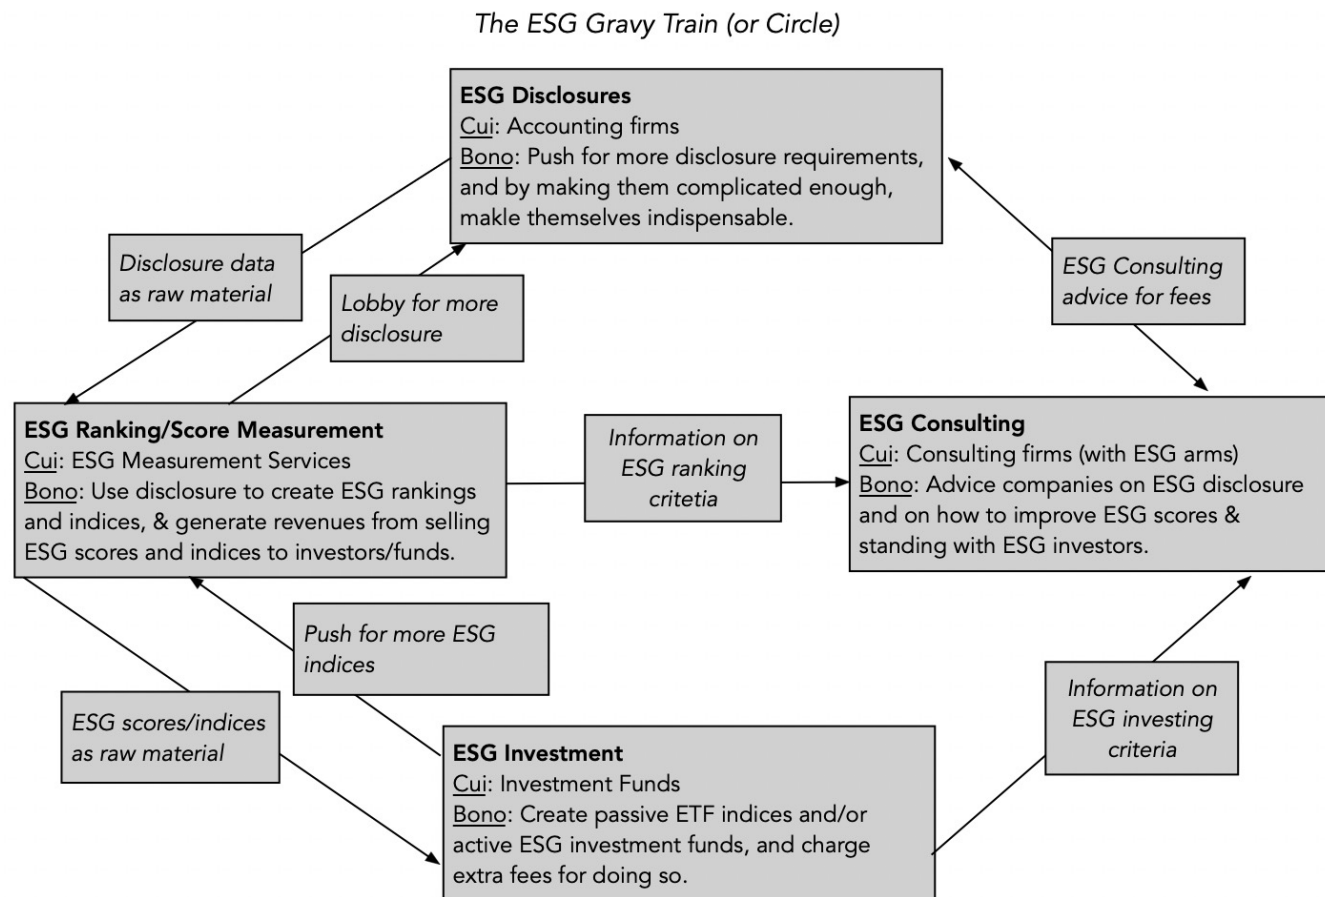 The ESG Gravy Train (or Circle)
ESG Disclosures
Cui: Accounting firms
Bono: Push for more disclosure requirements,
and by making them complicated enough,
makle themselves indispensable.
Disclosure data
as raw material
Lobby for more
disclosure
ESG Consulting
advice for fees
ESG Ranking/Score Measurement
Cui: ESG Measurement Services
Bono: Use disclosure to create ESG rankings
and indices, & generate revenues from selling
ESG scores and indices to investors/funds.
Information on
ESG ranking
critetia
ESG Consulting
Cui: Consulting firms (with ESG arms)
Bono: Advice companies on ESG disclosure
and on how to improve ESG scores &
standing with ESG investors.
Push for more ESG
indices
ESG scores/indices
as raw material
Information on
ESG investing
criteria
ESG Investment
Cui: Investment Funds
Bono: Create passive ETF indices and/or
active ESG investment funds, and charge
extra fees for doing so.